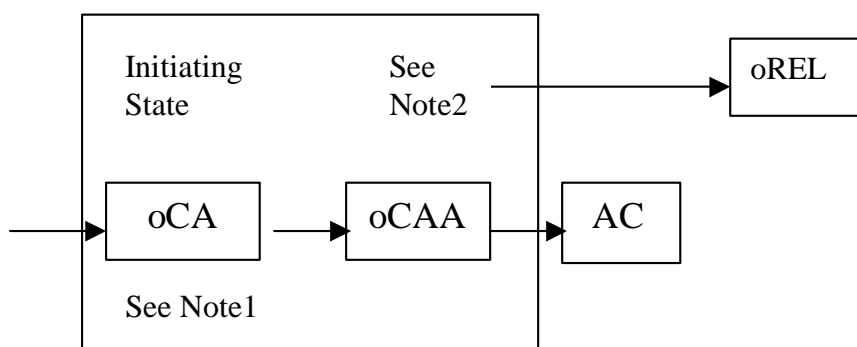 Initiating
State
See
Note2
oREL
oCA
oCAA
AC
See Note1